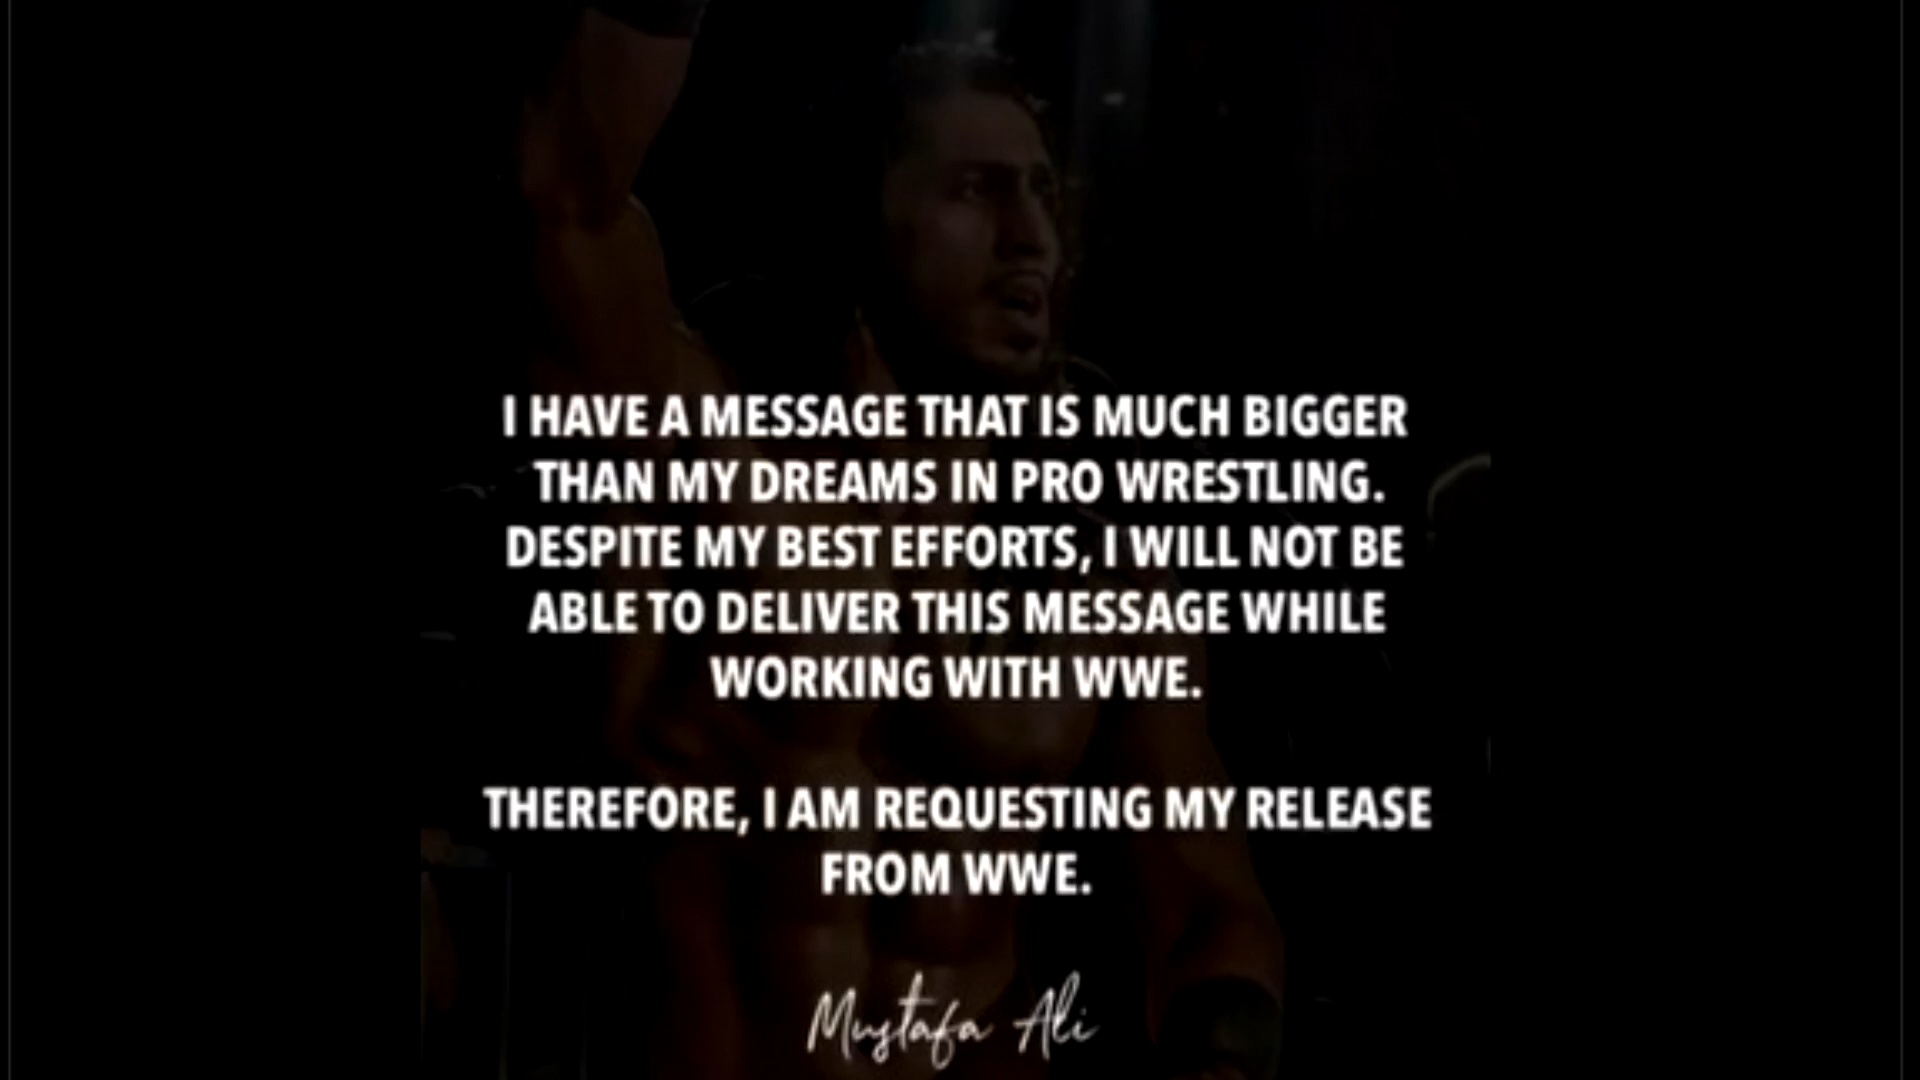 I HAVE A MESSAGE THAT IS MUCH BIGGER
THAN MY DREAMS IN PRO WRESTLING.
DESPITE MY BEST EFFORTS, I WILL NOT BE
ABLE TO DELIVER THIS MESSAGE WHILE
WORKING WITH WWE.
THEREFORE, I AM REQUESTING MY RELEASE
FROM WWE.
Mustafa Ali